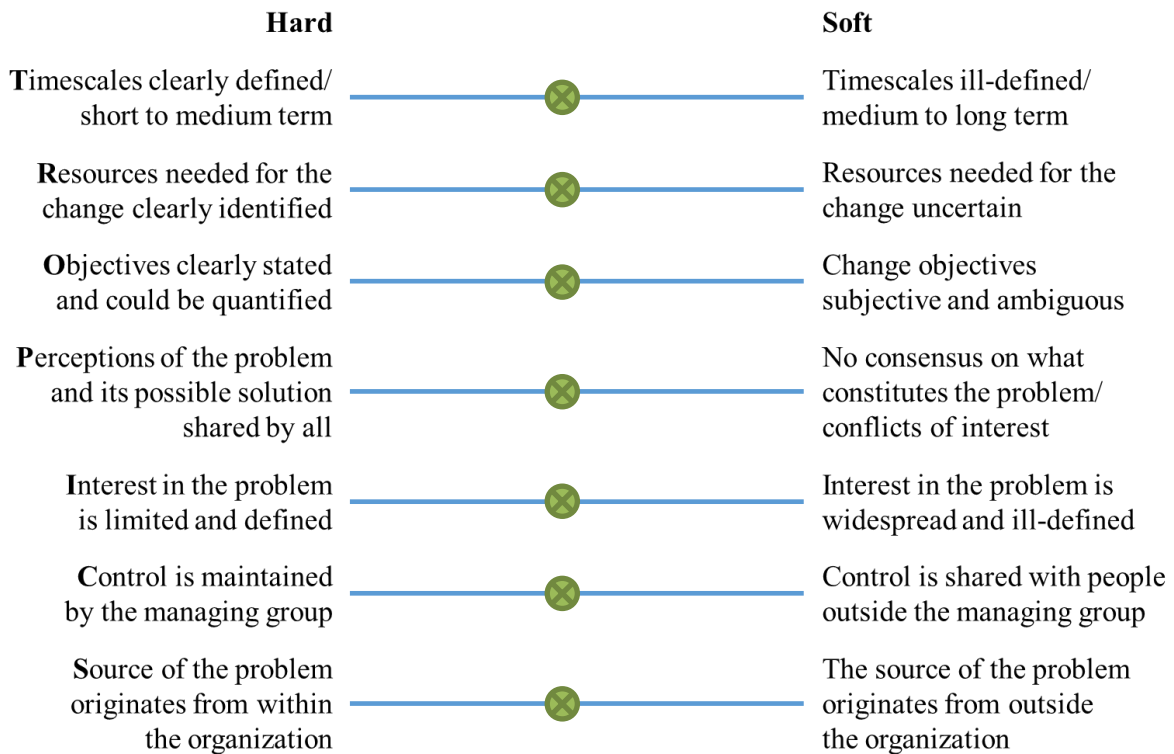 Hard
Soft
Timescales clearly defined/
short to medium term
Timescales ill-defined/
medium to long term
Resources needed for the
change clearly identified
Resources needed for the
change uncertain
Objectives clearly stated
and could be quantified
Change objectives
subjective and ambiguous
Perceptions of the problem
and its possible solution
shared by all
No consensus on what
constitutes the problem/
conflicts of interest
Interest in the problem
is limited and defined
Interest in the problem is
widespread and ill-defined
Control is maintained
by the managing group
Control is shared with people
outside the managing group
Source of the problem
originates from within
the organization
The source of the problem
originates from outside
the organization